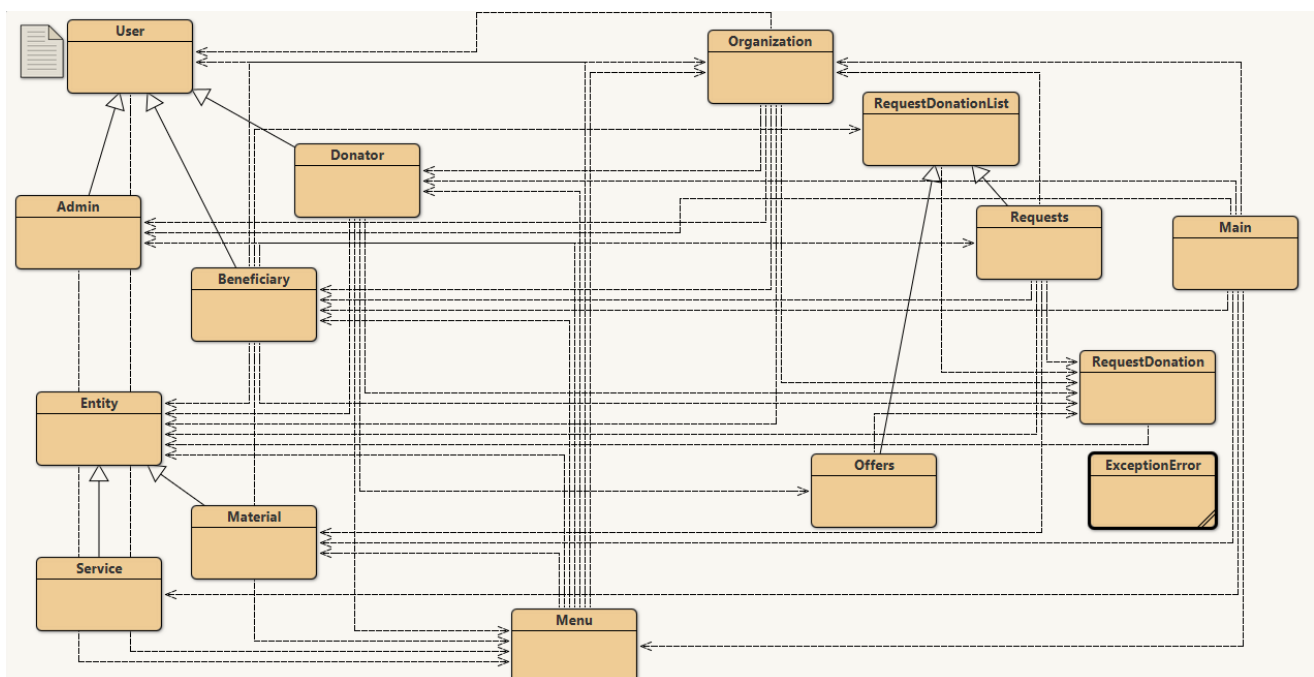 User
Organization
RequestDonationList
Donator
Admin
Requests
Main
Beneficiary
RequestDonation
Entity
Offers
ExceptionError
Material
Service
Menu